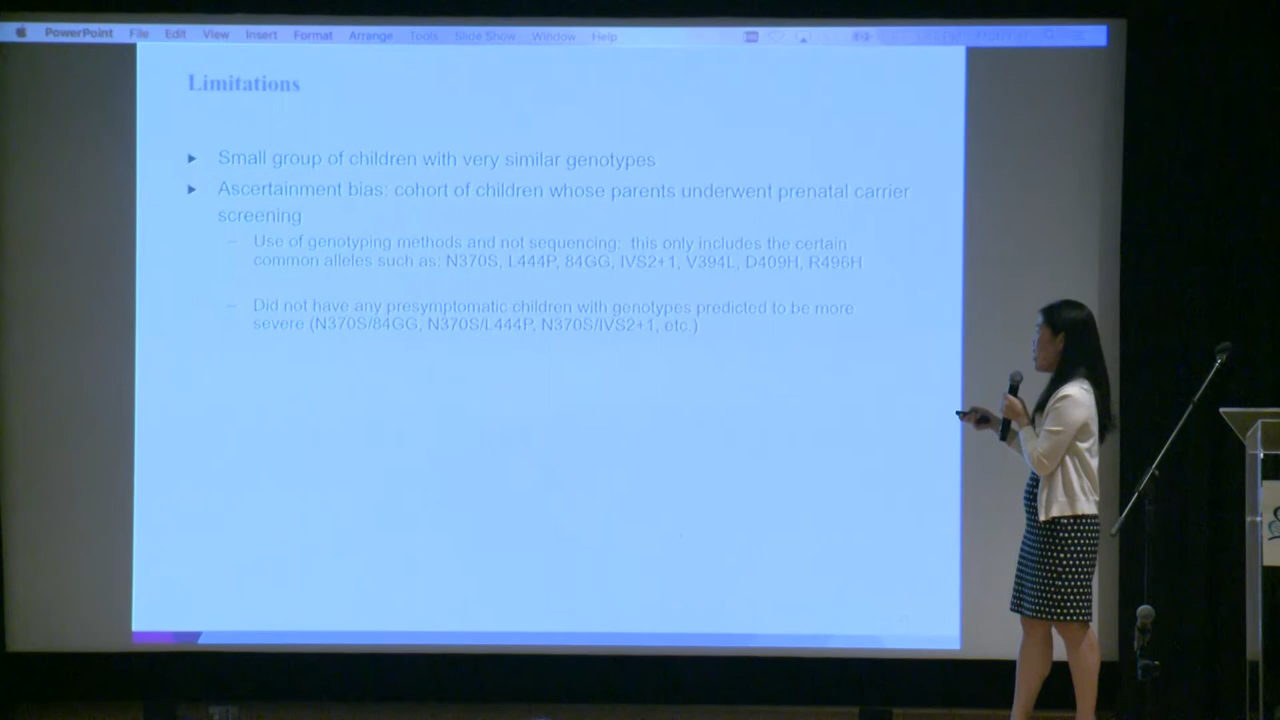 PowerPoint File Edit View Insert Format Arrange Tools Slide Show Window Help
Limitations
Small group of children with very similar genotypes
Ascertainment bias: cohort of children whose parents underwent prenatal carrier
screening
Use of genotyping methods and not sequencing: this only includes the certain
common alleles such as: N370S, L444P, 84GG, IVS2+1, V394L, D409H, R496H
Did not have any presymptomatic children with genotypes predicted to be more
severe (N370S/84GG, N370S/L444P, N370S/IVS2+1, etc.)